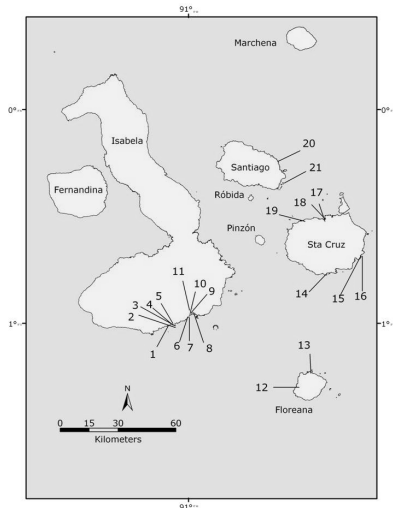 91°
Marchena
0°
0°
Isabela
20
Santiago
21
Fernandina
Róbida
17
18
19
Pinzón
Sta Cruz
11
10
9
5
4
3
2
14
15
16
1°
1°
1
6
7
8
13
N
12
0 15 30 60
Floreana
Kilometers
91°